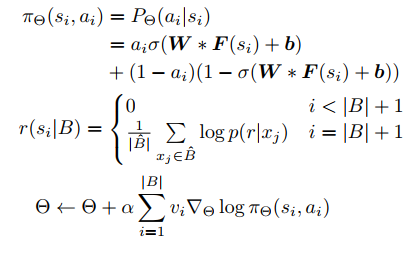 π_Θ(s_i, a_i) = P_Θ(a_i|s_i)
= a_iσ(W * F(s_i) + b)
+ (1 − a_i)(1 − σ(W * F(s_i) + b))
r(s_i|B) = { 0 i < |B| + 1
1/|B̂| ∑_{x_j∈B̂} log p(r|x_j) i = |B| + 1
Θ ← Θ + α ∑_{i=1}^{|B|} v_i∇_Θ log π_Θ(s_i, a_i)